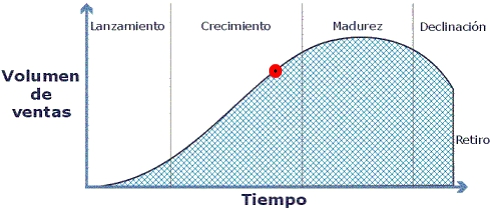 Lanzamiento
Crecimiento
Madurez
Declinación
Volumen
de
ventas
Retiro
Tiempo